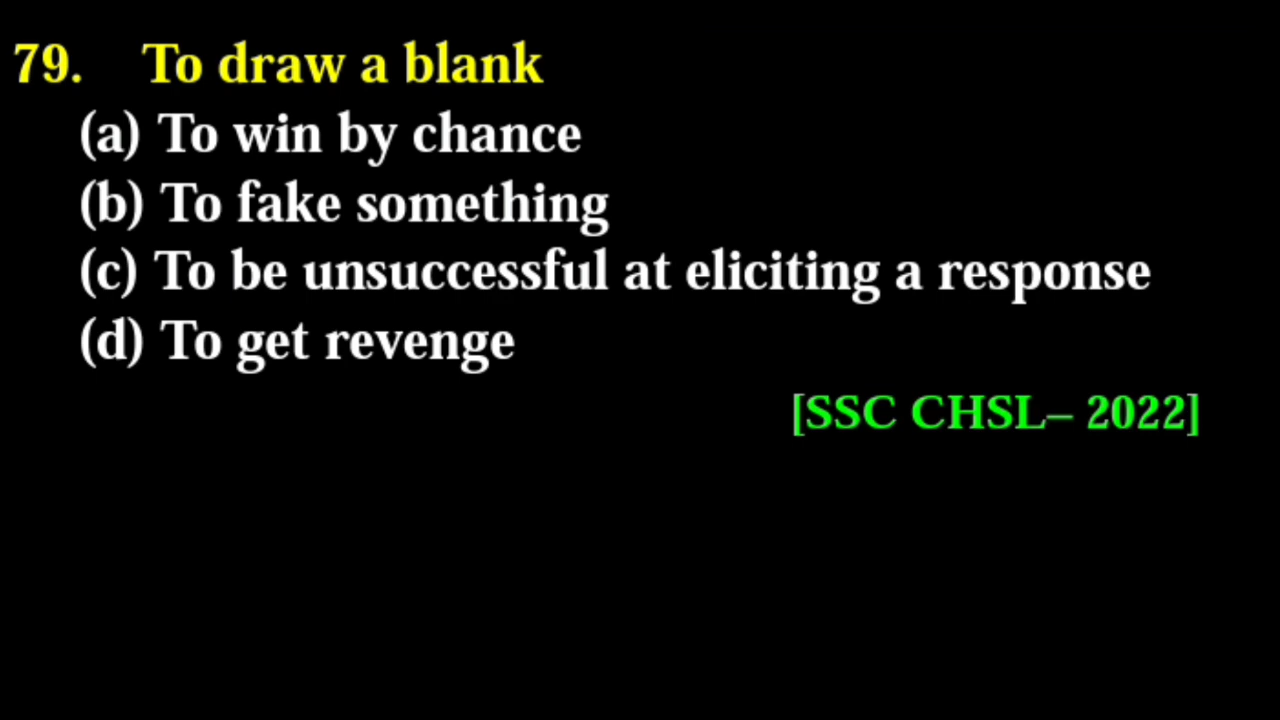 79. To draw a blank
(a) To win by chance
(b) To fake something
(c) To be unsuccessful at eliciting a response
(d) To get revenge
[SSC CHSL– 2022]